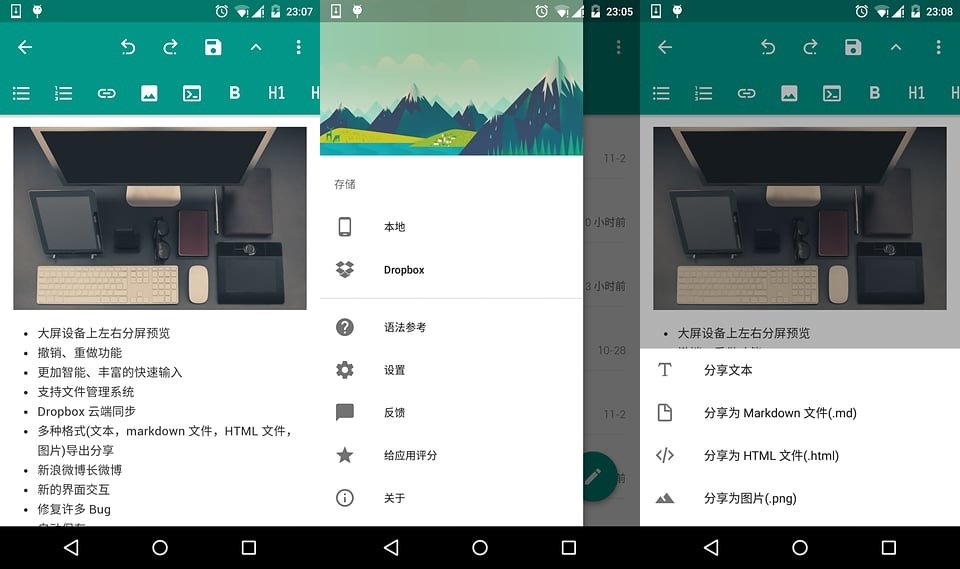 23:07
H1
H
大屏设备上左右分屏预览
撤销、重做功能
更加智能、丰富的快速输入
支持文件管理系统
Dropbox 云端同步
多种格式(文本，markdown 文件，HTML 文件，
图片)导出分享
新浪微博长微博
新的界面交互
修复许多 Bug
自动保存
23:05
存储
本地
Dropbox
语法参考
设置
反馈
给应用评分
关于
11-2
0 小时前
3 小时前
10-28
11-2
前
23:08
B
H1
H
大屏设备上左右分屏预览
分享文本
分享为 Markdown 文件(.md)
分享为 HTML 文件(.html)
分享为图片(.png)